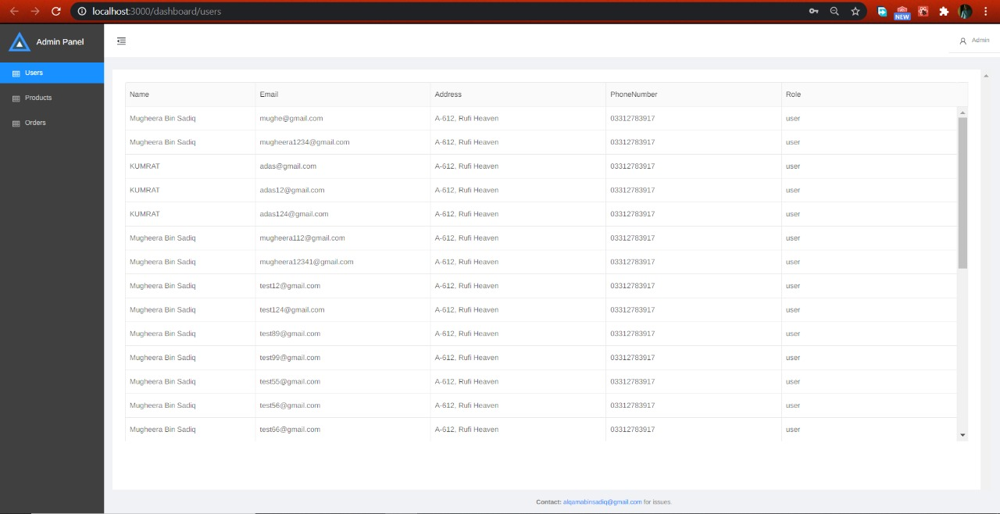 localhost:3000/dashboard/users
NEW
Admin Panel
Admin
Users
Products
Orders
Name Email Address PhoneNumber Role
Mugheera Bin Sadiq mughe@gmail.com A-612, Rufi Heaven 03312783917 user
Mugheera Bin Sadiq mugheera1234@gmail.com A-612, Rufi Heaven 03312783917 user
KUMRAT adas@gmail.com A-612, Rufi Heaven 03312783917 user
KUMRAT adas12@gmail.com A-612, Rufi Heaven 03312783917 user
KUMRAT adas124@gmail.com A-612, Rufi Heaven 03312783917 user
Mugheera Bin Sadiq mugheera112@gmail.com A-612, Rufi Heaven 03312783917 user
Mugheera Bin Sadiq mugheera12341@gmail.com A-612, Rufi Heaven 03312783917 user
Mugheera Bin Sadiq test12@gmail.com A-612, Rufi Heaven 03312783917 user
Mugheera Bin Sadiq test124@gmail.com A-612, Rufi Heaven 03312783917 user
Mugheera Bin Sadiq test89@gmail.com A-612, Rufi Heaven 03312783917 user
Mugheera Bin Sadiq test99@gmail.com A-612, Rufi Heaven 03312783917 user
Mugheera Bin Sadiq test55@gmail.com A-612, Rufi Heaven 03312783917 user
Mugheera Bin Sadiq test56@gmail.com A-612, Rufi Heaven 03312783917 user
Mugheera Bin Sadiq test66@gmail.com A-612, Rufi Heaven 03312783917 user
Contact: alqamabinsadiq@gmail.com for issues.